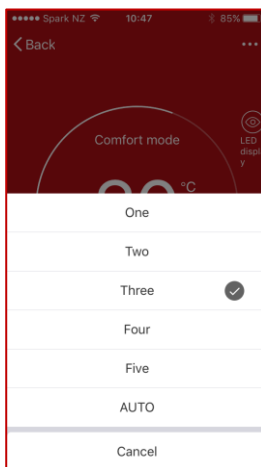 Spark NZ 10:47 85%
Back
Comfort mode
°C
LED
displ
y
One
Two
Three
Four
Five
AUTO
Cancel